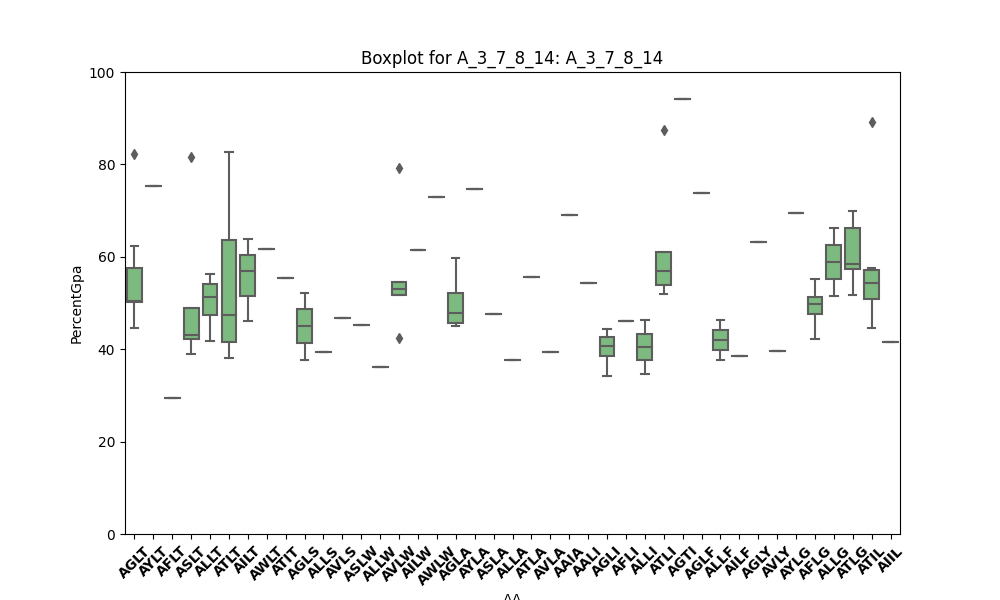 Boxplot for A_3_7_8_14: A_3_7_8_14
PercentGpa
100
80
60
40
20
0
AGLT AYLT AFLT ASLT ALLT ATLT AILT AWLT ATIT AGLS ALLS AVLS ASLW ALLW AVLW AILW AWLW AGLA AYLA ASLA ALLA ATLA AVLA AAIA AALI AGLI AFLI ALLI ATLI AGTI AGLF ALLF AILF AGLY AVLY AYLG AFLG ALLG ATLG ATIL AIIL
AA